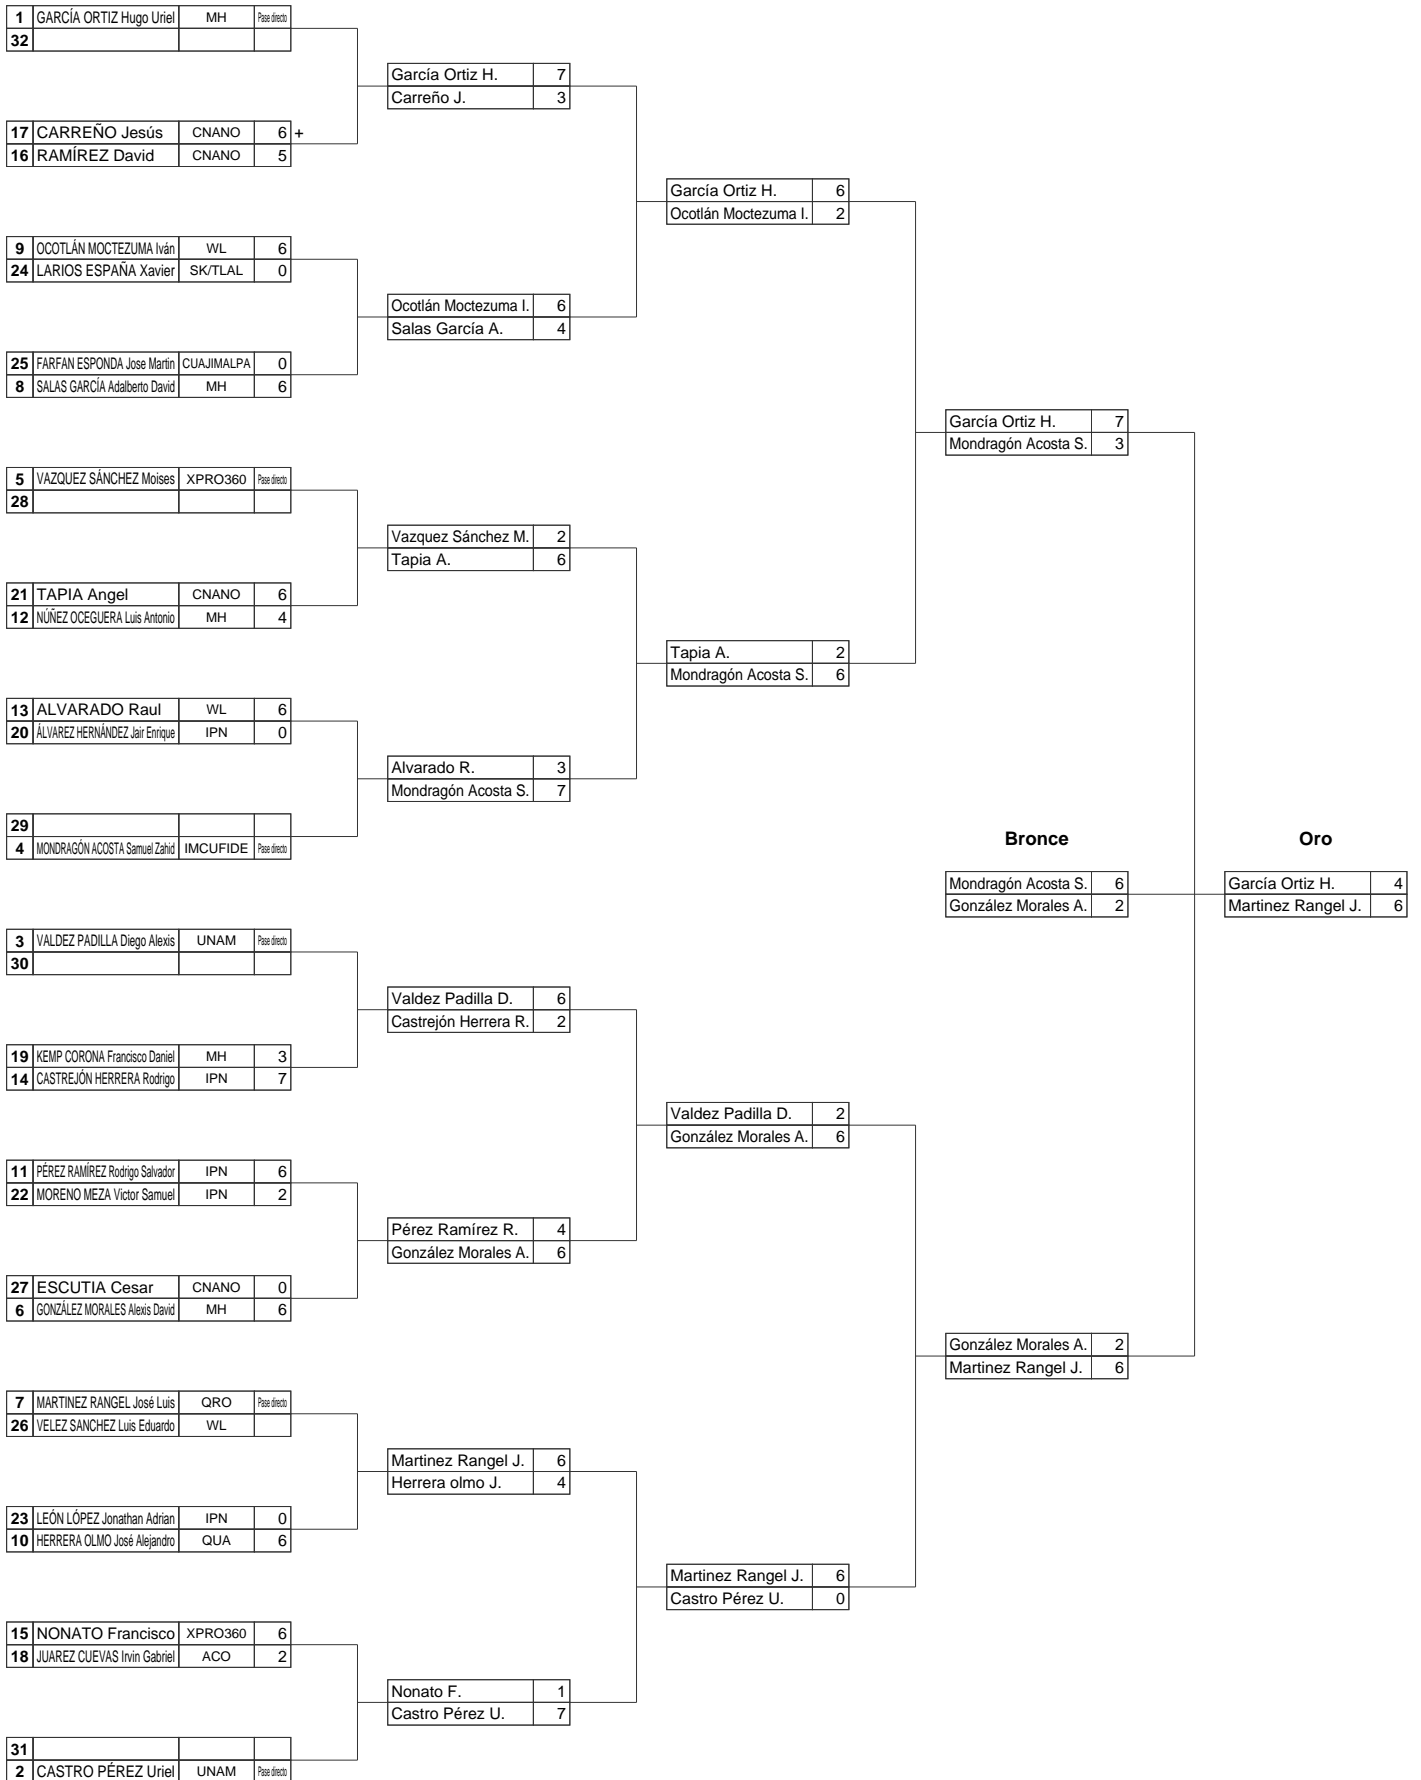 1 GARCÍA ORTIZ Hugo Uriel MH Pase directo
32
García Ortiz H. 7
Carreño J. 3
17 CARREÑO Jesús CNANO 6 +
16 RAMÍREZ David CNANO 5
García Ortiz H. 6
Ocotlán Moctezuma I. 2
9 OCOTLÁN MOCTEZUMA Iván WL 6
24 LARIOS ESPAÑA Xavier SK/TLAL 0
Ocotlán Moctezuma I. 6
Salas García A. 4
25 FARFAN ESPONDA Jose Martin CUAJIMALPA 0
8 SALAS GARCÍA Adalberto David MH 6
García Ortiz H. 7
Mondragón Acosta S. 3
5 VAZQUEZ SÁNCHEZ Moises XPRO360 Pase directo
28
Vazquez Sánchez M. 2
Tapia A. 6
21 TAPIA Angel CNANO 6
12 NÚÑEZ OCEGUERA Luis Antonio MH 4
Tapia A. 2
Mondragón Acosta S. 6
13 ALVARADO Raul WL 6
20 ÁLVAREZ HERNÁNDEZ Jair Enrique IPN 0
Alvarado R. 3
Mondragón Acosta S. 7
29
4 MONDRAGÓN ACOSTA Samuel Zahid IMCUFIDE Pase directo
Bronce Oro
Mondragón Acosta S. 6 García Ortiz H. 4
González Morales A. 2 Martinez Rangel J. 6
3 VALDEZ PADILLA Diego Alexis UNAM Pase directo
30
Valdez Padilla D. 6
Castrejón Herrera R. 2
19 KEMP CORONA Francisco Daniel MH 3
14 CASTREJÓN HERRERA Rodrigo IPN 7
Valdez Padilla D. 2
González Morales A. 6
11 PÉREZ RAMÍREZ Rodrigo Salvador IPN 6
22 MORENO MEZA Victor Samuel IPN 2
Pérez Ramírez R. 4
González Morales A. 6
27 ESCUTIA Cesar CNANO 0
6 GONZÁLEZ MORALES Alexis David MH 6
González Morales A. 2
Martinez Rangel J. 6
7 MARTINEZ RANGEL José Luis QRO Pase directo
26 VELEZ SANCHEZ Luis Eduardo WL
Martinez Rangel J. 6
Herrera olmo J. 4
23 LEÓN LÓPEZ Jonathan Adrian IPN 0
10 HERRERA OLMO José Alejandro QUA 6
Martinez Rangel J. 6
Castro Pérez U. 0
15 NONATO Francisco XPRO360 6
18 JUAREZ CUEVAS Irvin Gabriel ACO 2
Nonato F. 1
Castro Pérez U. 7
31
2 CASTRO PÉREZ Uriel UNAM Pase directo